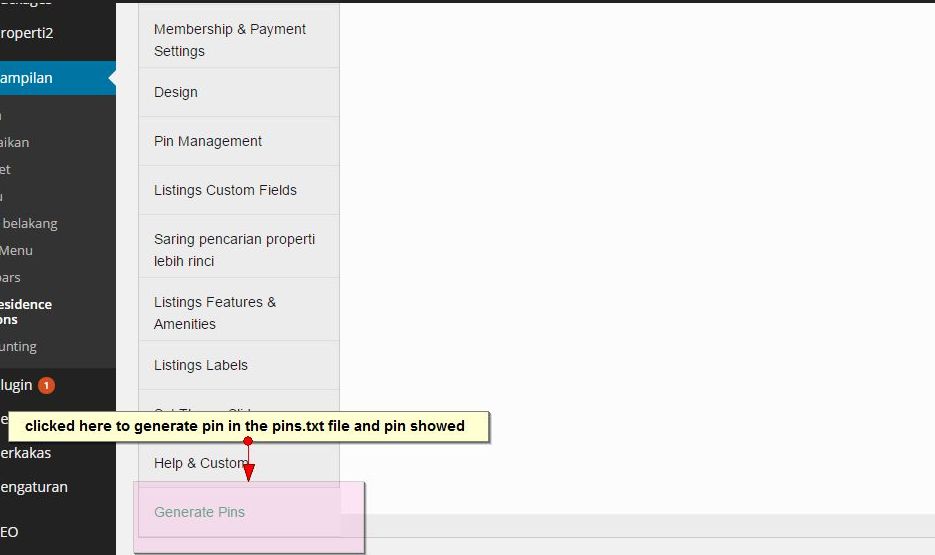 roperti2
ampilan
aikan
et
belakang
Menu
pars
esidence
ons
unting
lugin 1
erkakas
engaturan
EO
Membership & Payment
Settings
Design
Pin Management
Listings Custom Fields
Saring pencarian properti
lebih rinci
Listings Features &
Amenities
Listings Labels
clicked here to generate pin in the pins.txt file and pin showed
Help & Custom
Generate Pins